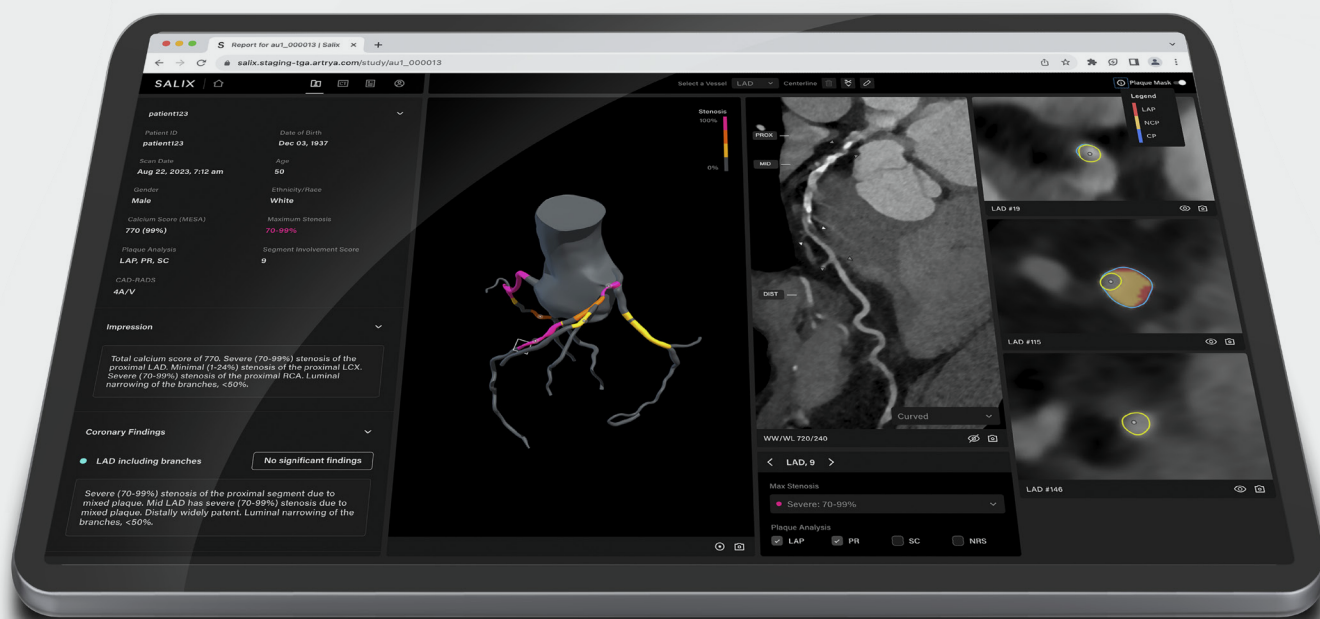 S Report for au1_000013 | Salix
salix.staging-tga.artrya.com/study/au1_000013
SALIX
Select a Vessel LAD Centerline
Plaque Mask
Legend
LAP
NCP
CP
patient123
Patient ID Date of Birth
patient123 Dec 03, 1937
Scan Date Age
Aug 22, 2023, 7:12 am 50
Gender Ethnicity/Race
Male White
Calcium Score (MESA) Maximum Stenosis
770 (99%) 70-99%
Plaque Analysis Segment Involvement Score
LAP, PR, SC 9
CAD-RADS
4A/V
Impression
Total calcium score of 770. Severe (70-99%) stenosis of the
proximal LAD. Minimal (1-24%) stenosis of the proximal LCX.
Severe (70-99%) stenosis of the proximal RCA. Luminal
narrowing of the branches, <50%.
Coronary Findings
LAD including branches No significant findings
Severe (70-99%) stenosis of the proximal segment due to
mixed plaque. Mid LAD has severe (70-99%) stenosis due to
mixed plaque. Distally widely patent. Luminal narrowing of the
branches, <50%.
Stenosis
100%
0%
PROX
MID
DIST
Curved
WW/WL 720/240
LAD, 9
Max Stenosis
Severe: 70-99%
Plaque Analysis
LAP PR SC NRS
LAD #19
LAD #115
LAD #146